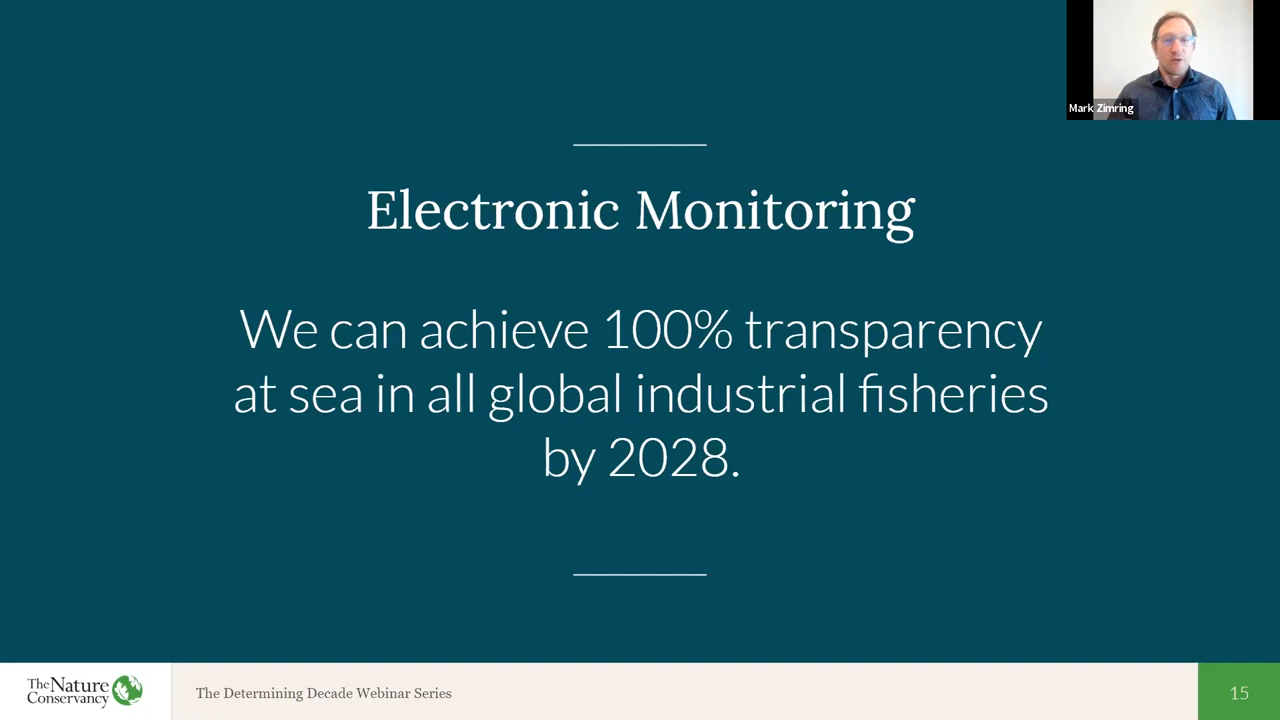 Mark Zimring
Electronic Monitoring
We can achieve 100% transparency
at sea in all global industrial fisheries
by 2028.
The Nature
Conservancy
The Determining Decade Webinar Series
15